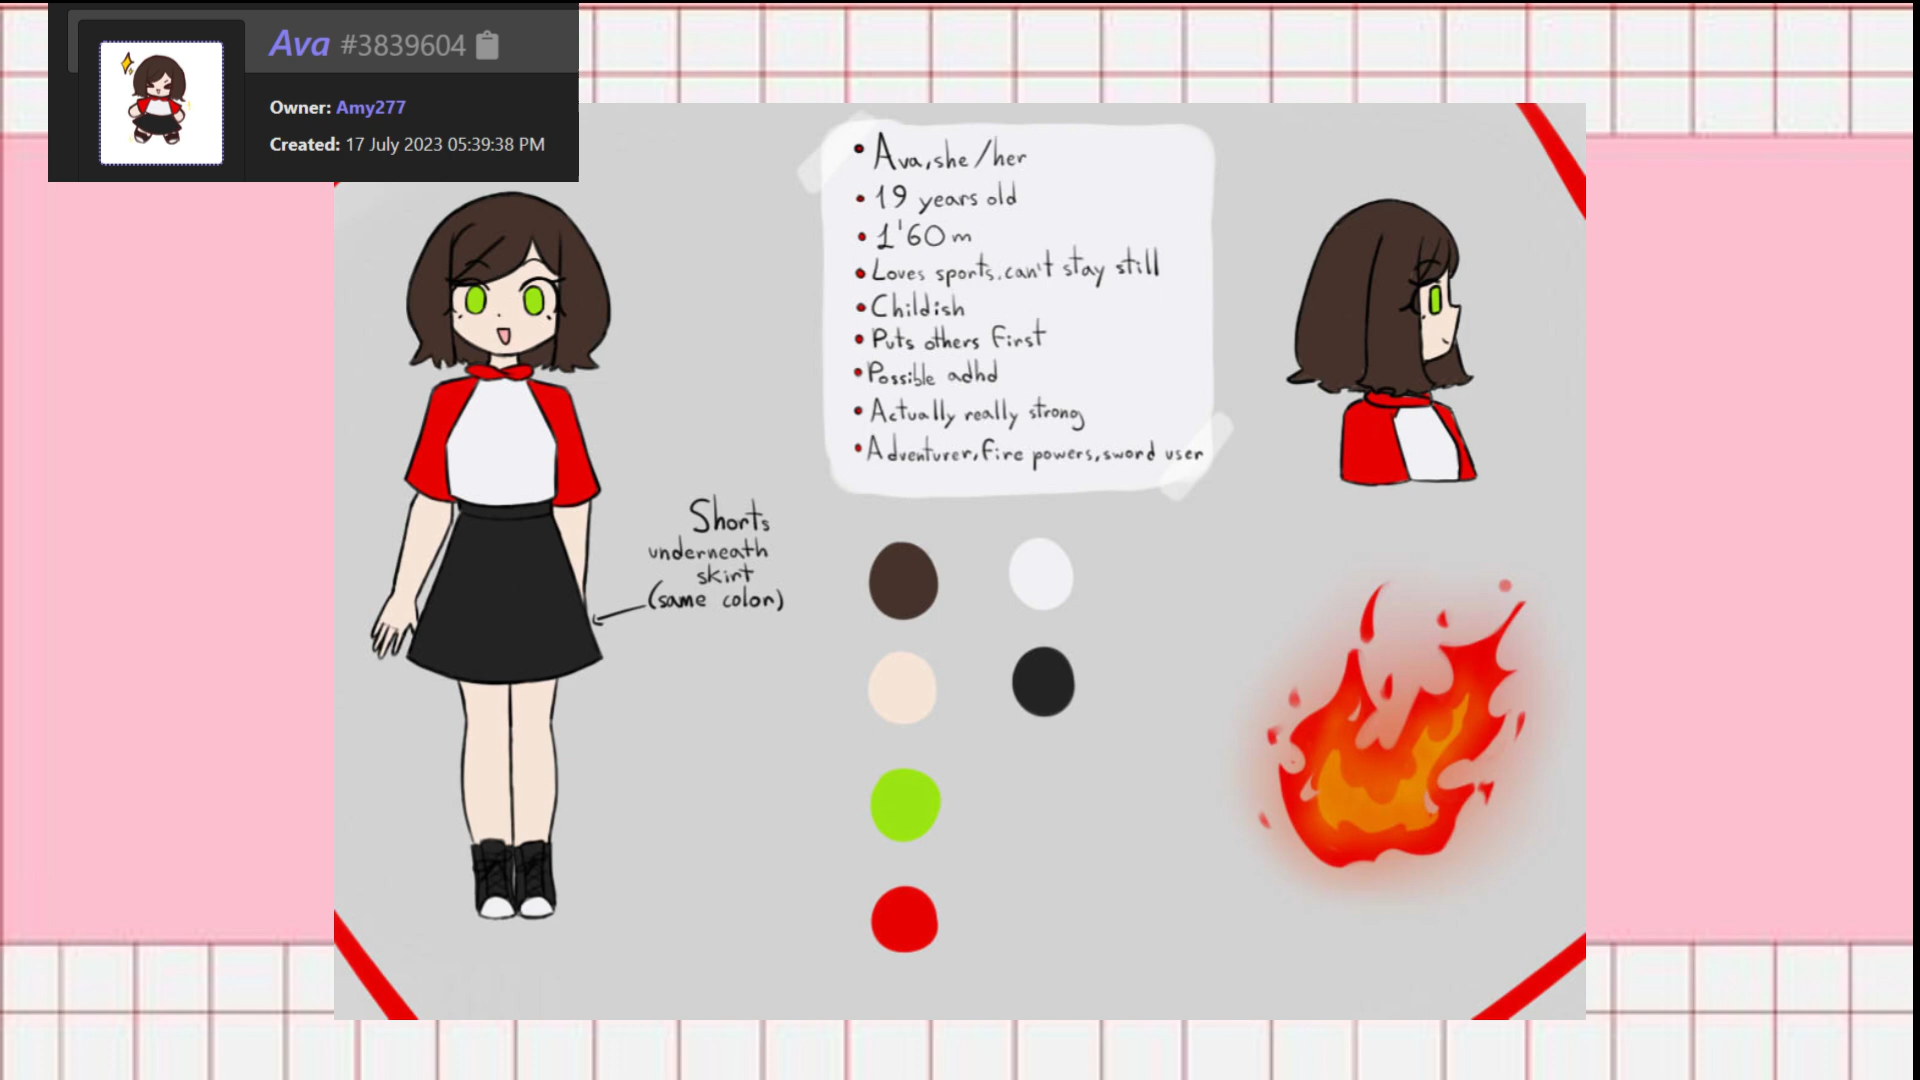 Ava #3839604
Owner: Amy277
Created: 17 July 2023 05:39:38 PM
Ava, she/her
19 years old
1'60 m
Loves sports, can't stay still
Childish
Puts others first
Possible adhd
Actually really strong
Adventurer, fire powers, sword user
Shorts
underneath
skirt
(same color)